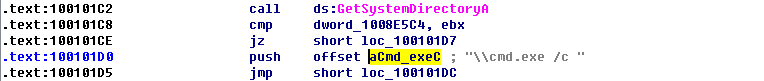 .text:100101C2 call ds:GetSystemDirectoryA
.text:100101C8 cmp dword_1008E5C4, ebx
.text:100101CE jz short loc_100101D7
.text:100101D0 push offset aCmd_exeC ; "\\cmd.exe /c "
.text:100101D5 jmp short loc_100101DC